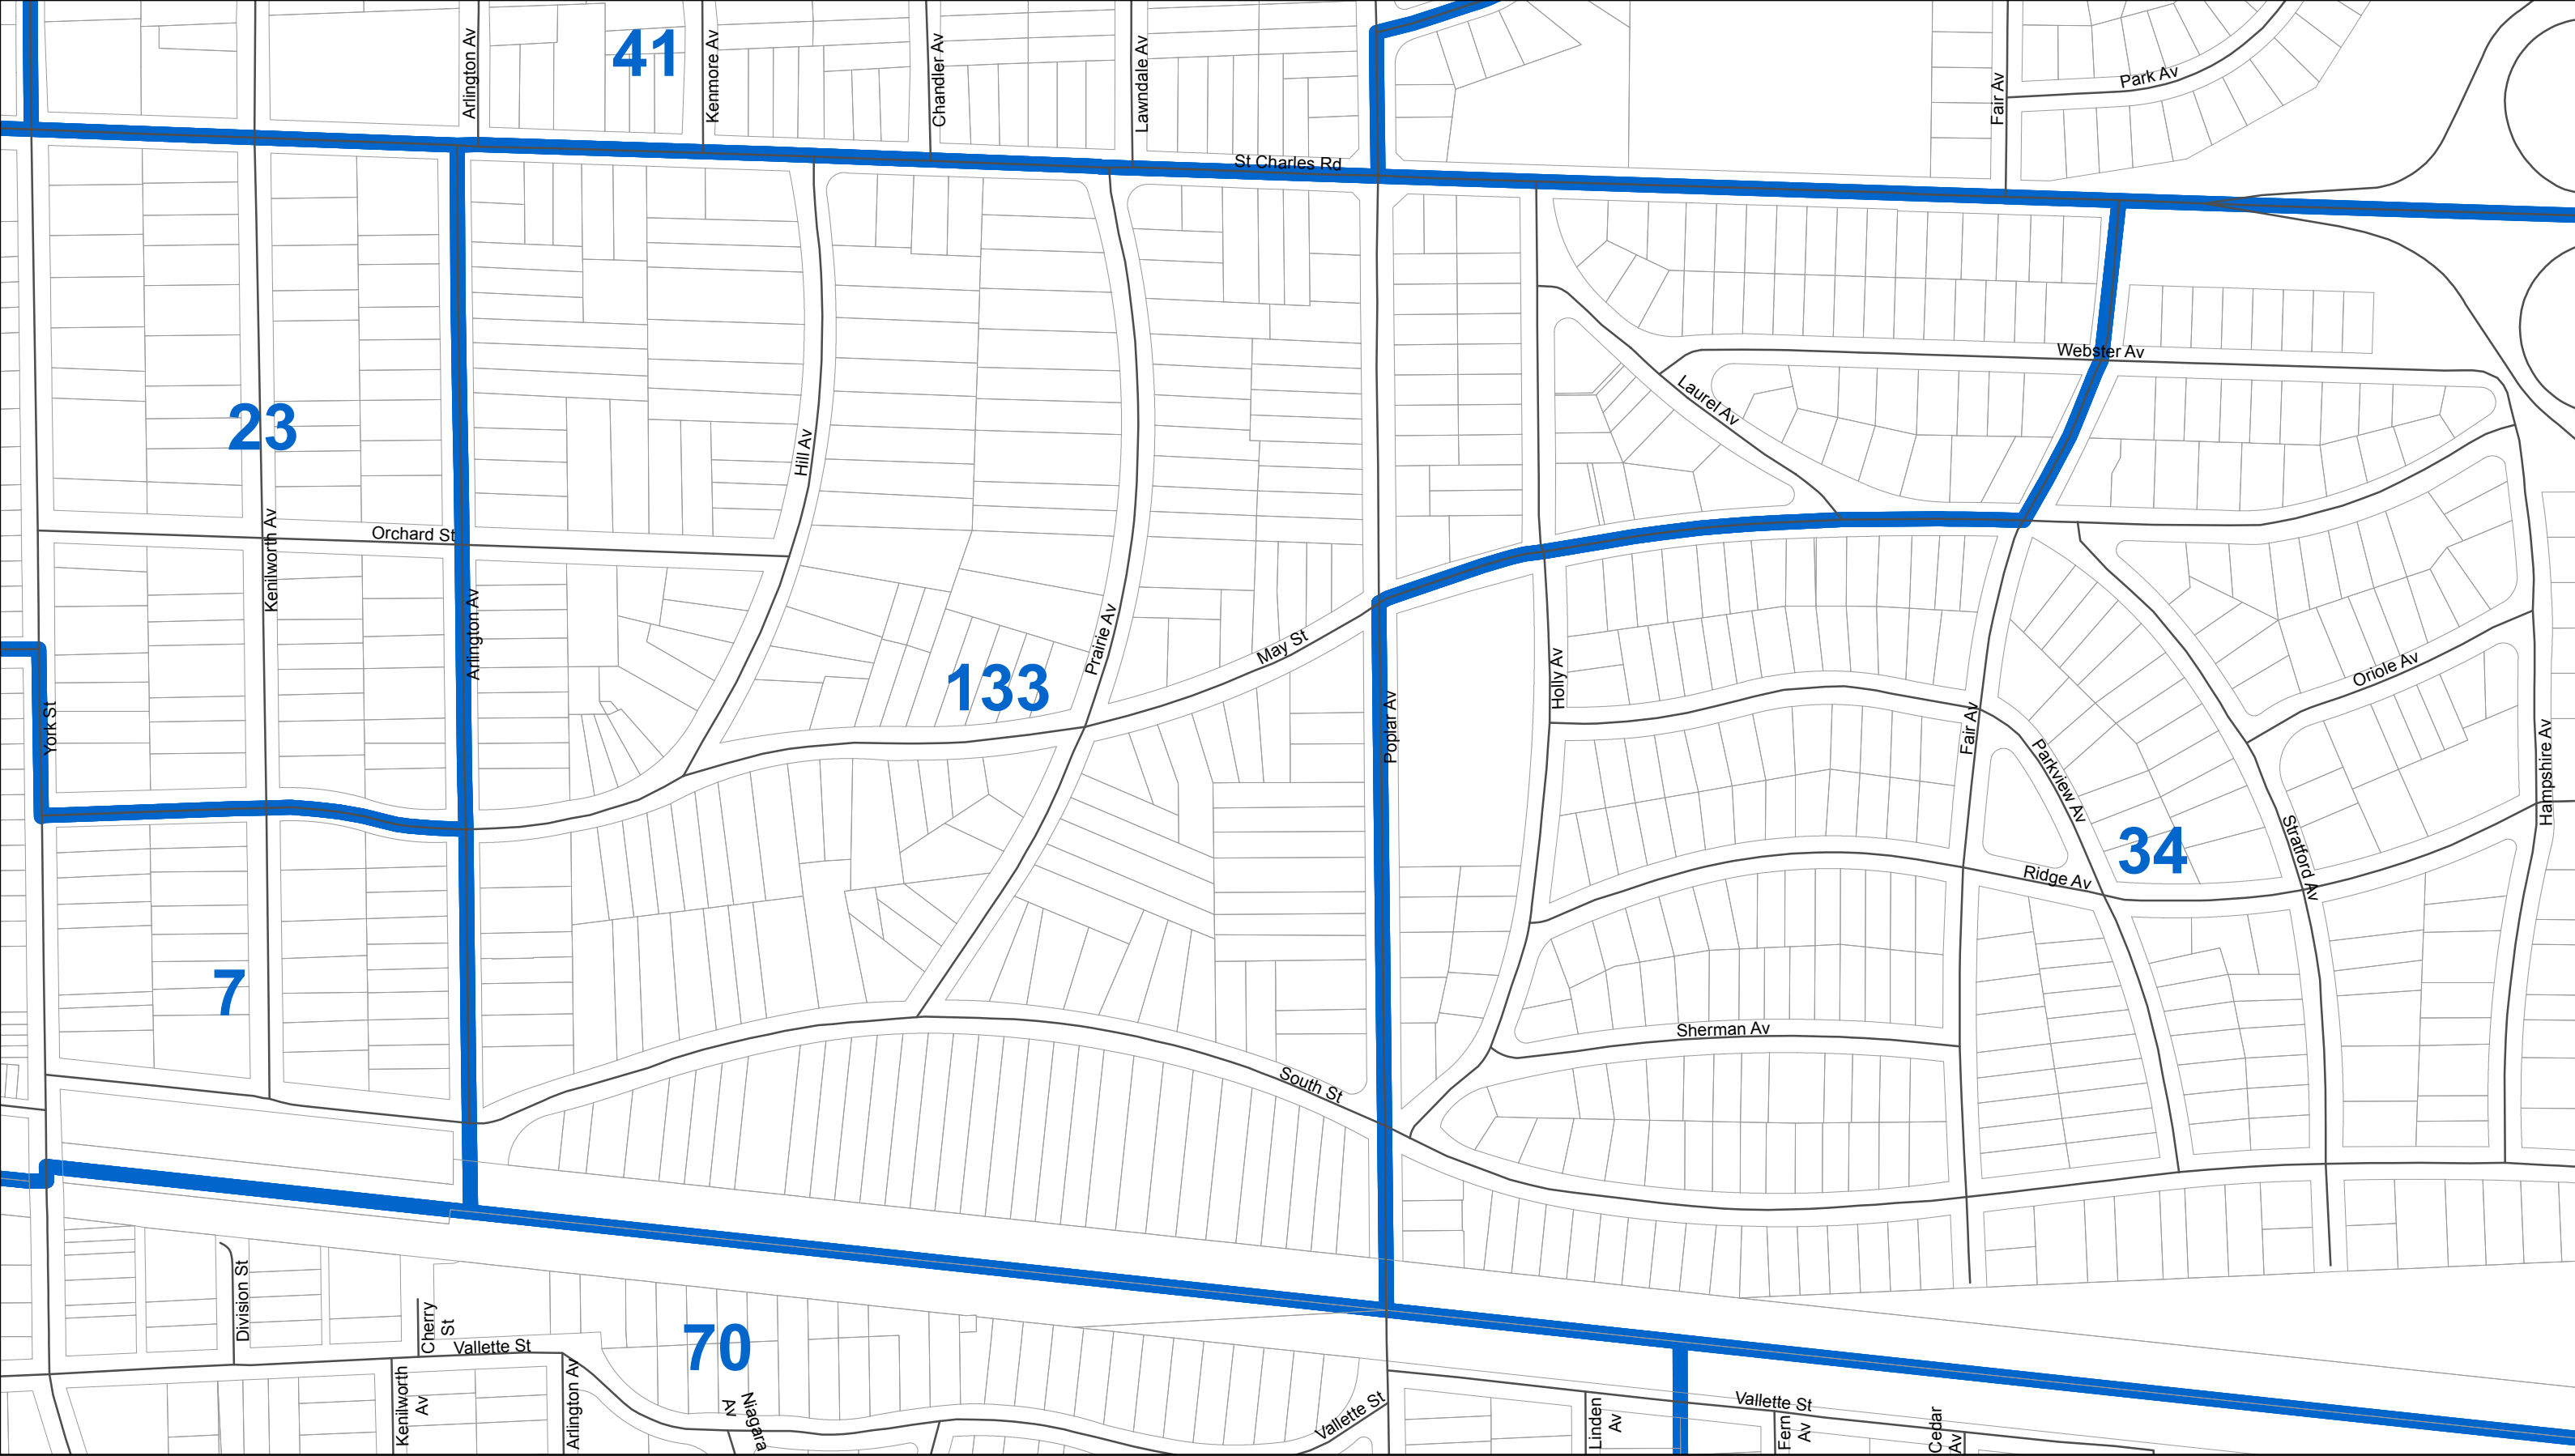 41
Arlington Av
Kenmore Av
Chandler Av
Lawndale Av
Fair Av
Park Av
St Charles Rd
Webster Av
Laurel Av
23
Hill Av
Orchard St
Kenilworth Av
Arlington Av
Prairie Av
May St
133
York St
Poplar Av
Holly Av
Fair Av
Parkview Av
Oriole Av
Hampshire Av
34
Stratford Av
Ridge Av
7
Sherman Av
South St
Division St
Cherry
St
Vallette St
70
Kenilworth
Av
Arlington Av
Niagara
Av
Vallette St
Linden
Av
Vallette St
Fern
Av
Cedar
Av